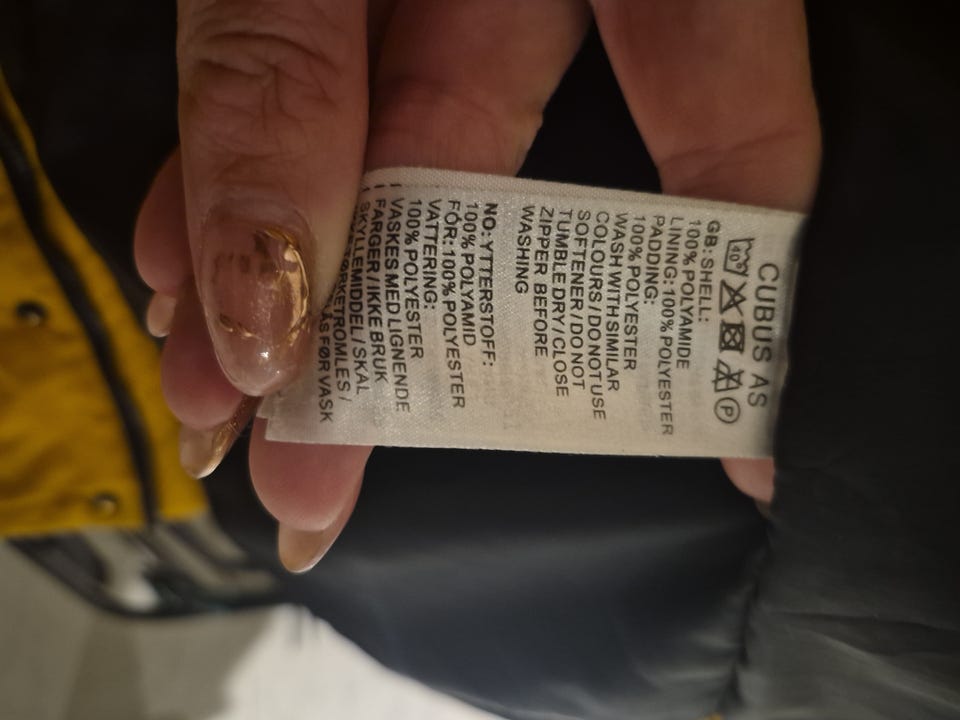 CUBUS AS
40°
P
GB: SHELL:
100% POLYAMIDE
LINING:100% POLYESTER
PADDING:
100% POLYESTER
WASH WITH SIMILAR
COLOURS / DO NOT USE
SOFTENER / DO NOT
TUMBLE DRY / CLOSE
ZIPPER BEFORE
WASHING
NO: YTTERSTOFF:
100% POLYAMID
FÓR: 100% POLYESTER
VATTERING:
100% POLYESTER
VASKES MED LIGNENDE
FARGER / IKKE BRUK
SKYLLEMIDDEL / SKAL
TØRKETROMLES /
FØR VASK